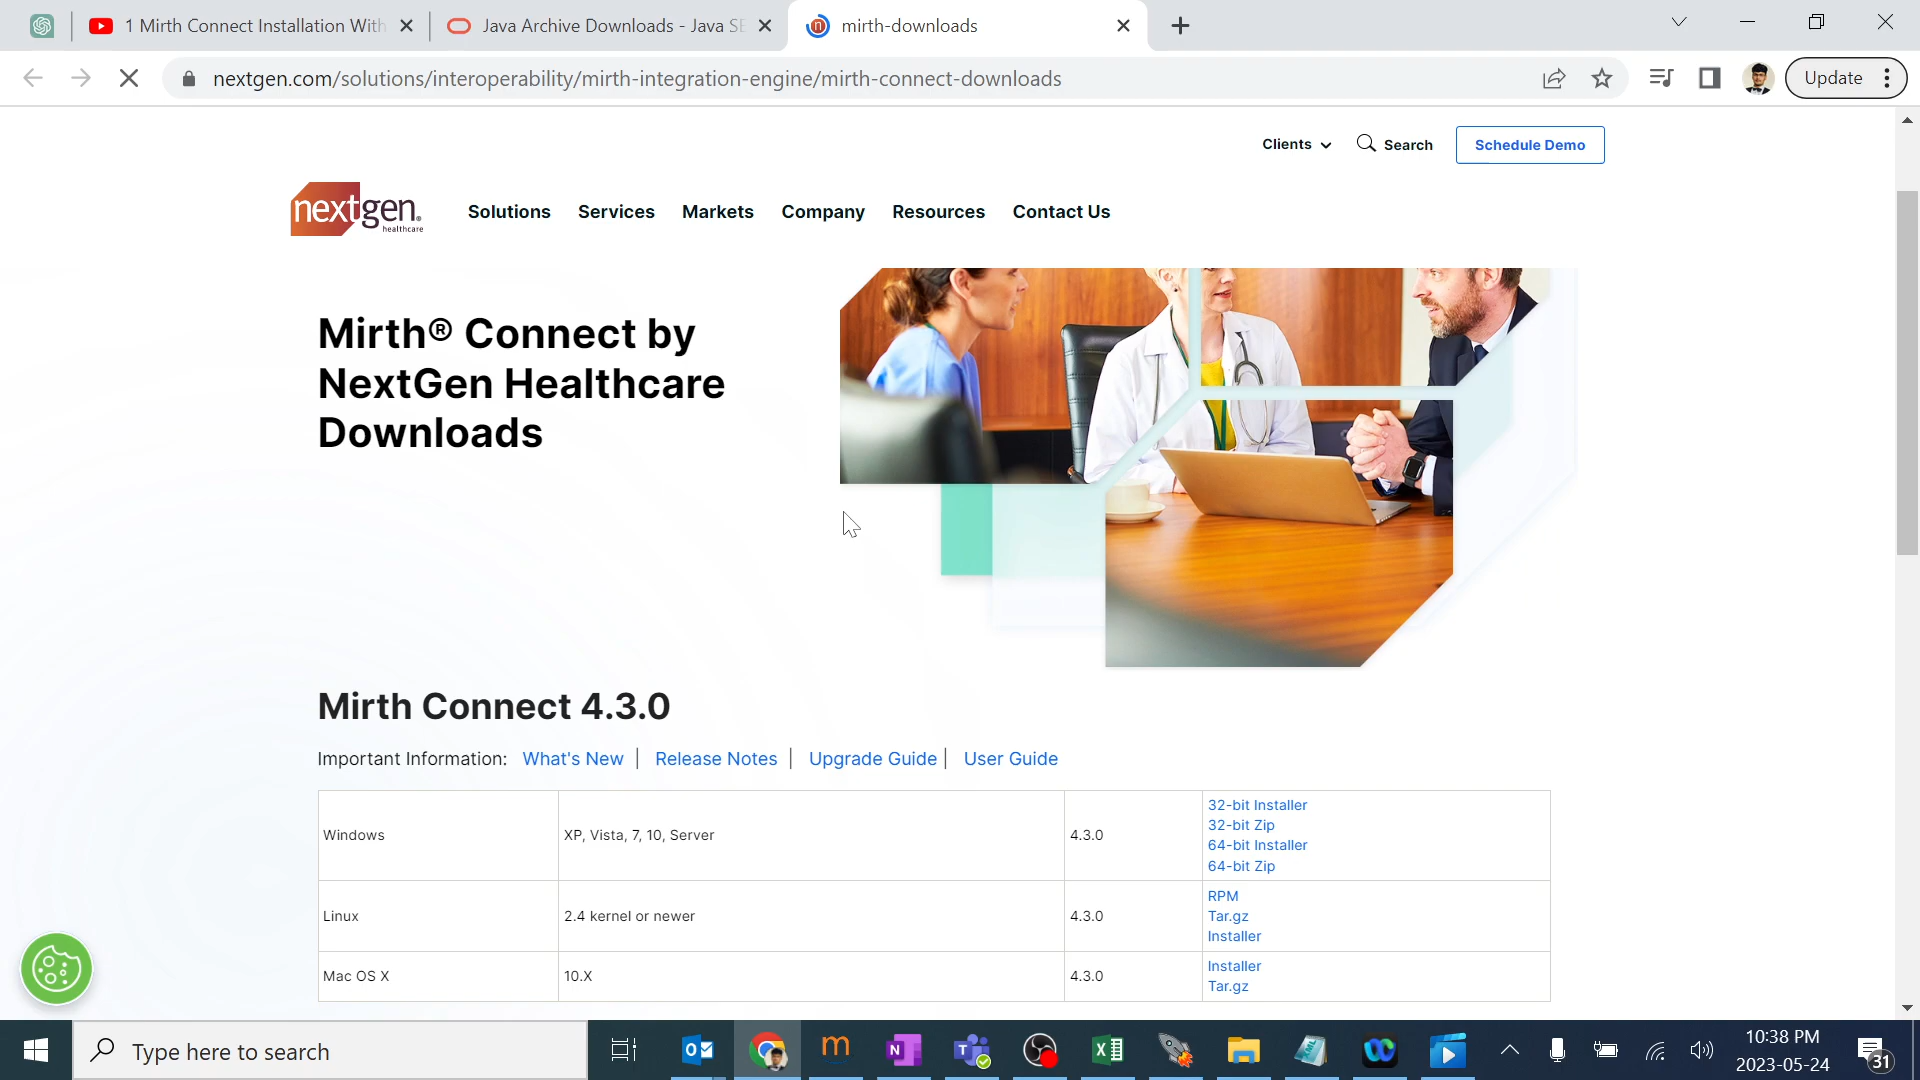 1 Mirth Connect Installation With
Java Archive Downloads - Java SE
mirth-downloads
nextgen.com/solutions/interoperability/mirth-integration-engine/mirth-connect-downloads
Update
Clients
Search
Schedule Demo
nextgen.
healthcare
Solutions Services Markets Company Resources Contact Us
Mirth® Connect by
NextGen Healthcare
Downloads
Mirth Connect 4.3.0
Important Information: What's New | Release Notes | Upgrade Guide | User Guide
Windows XP, Vista, 7, 10, Server 4.3.0
32-bit Installer
32-bit Zip
64-bit Installer
64-bit Zip
Linux 2.4 kernel or newer 4.3.0
RPM
Tar.gz
Installer
Mac OS X 10.X 4.3.0
Installer
Tar.gz
Type here to search
10:38 PM
2023-05-24
31